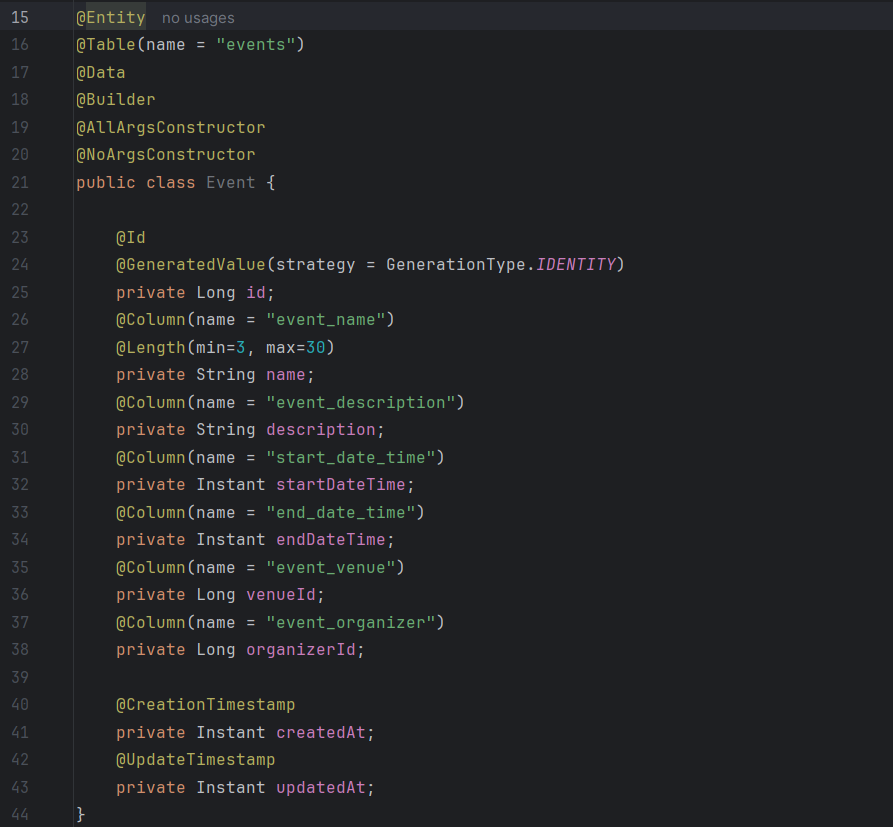 15 @Entity no usages
16 @Table(name = "events")
17 @Data
18 @Builder
19 @AllArgsConstructor
20 @NoArgsConstructor
21 public class Event {
22
23 @Id
24 @GeneratedValue(strategy = GenerationType.IDENTITY)
25 private Long id;
26 @Column(name = "event_name")
27 @Length(min=3, max=30)
28 private String name;
29 @Column(name = "event_description")
30 private String description;
31 @Column(name = "start_date_time")
32 private Instant startDateTime;
33 @Column(name = "end_date_time")
34 private Instant endDateTime;
35 @Column(name = "event_venue")
36 private Long venueId;
37 @Column(name = "event_organizer")
38 private Long organizerId;
39
40 @CreationTimestamp
41 private Instant createdAt;
42 @UpdateTimestamp
43 private Instant updatedAt;
44 }